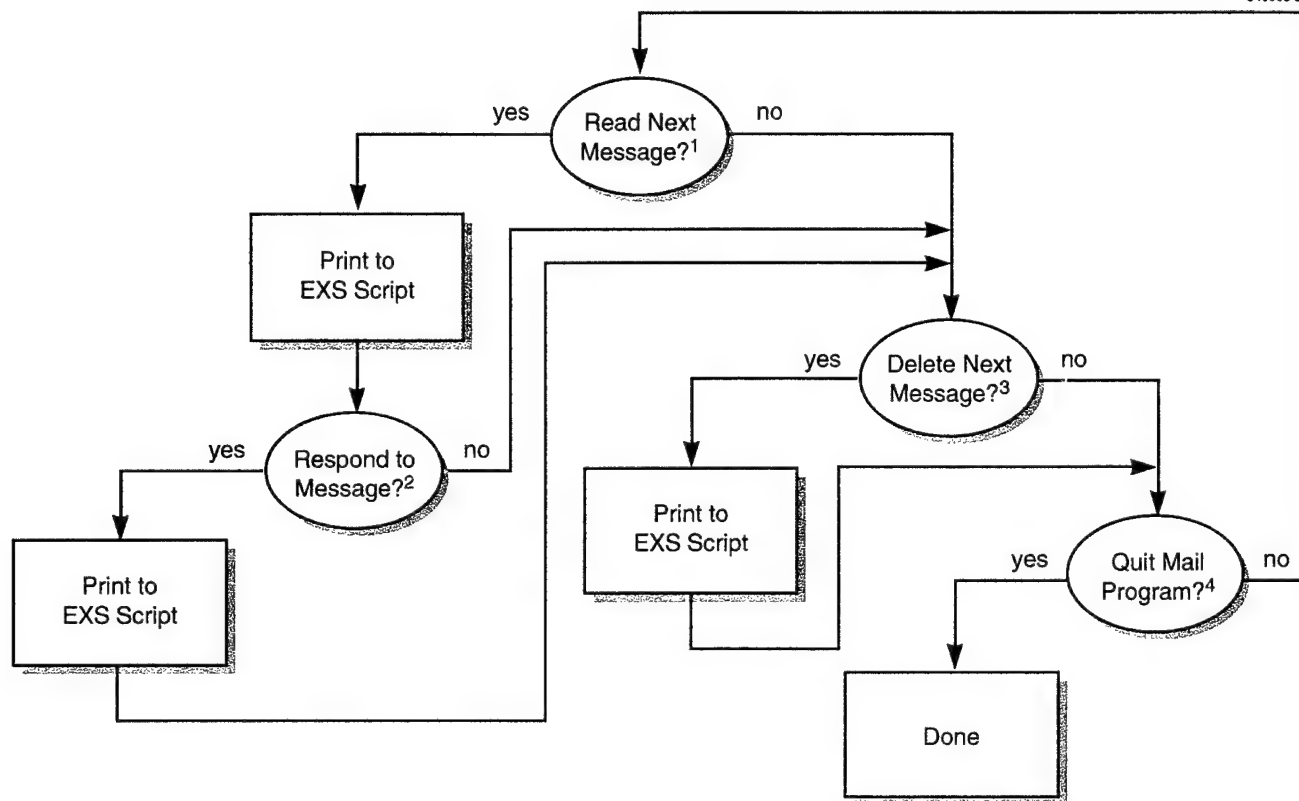 yes
Read Next
Message?1
no
Print to
EXS Script
yes
Delete Next
Message?3
no
yes
Respond to
Message?2
no
Print to
EXS Script
Print to
EXS Script
yes
Quit Mail
Program?4
no
Done